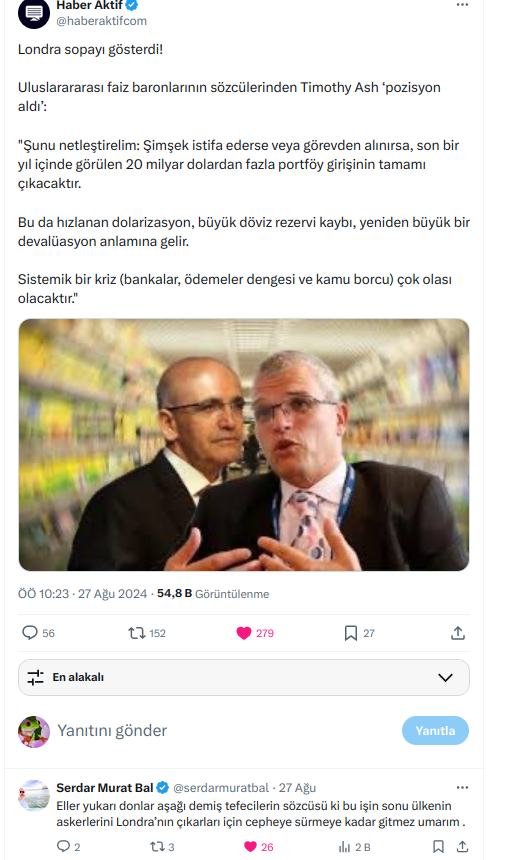 Haber Aktif
@haberaktifcom
Londra sopayı gösterdi!
Uluslarararası faiz baronlarının sözcülerinden Timothy Ash ‘pozisyon
aldı’:
"Şunu netleştirelim: Şimşek istifa ederse veya görevden alınırsa, son bir
yıl içinde görülen 20 milyar dolardan fazla portföy girişinin tamamı
çıkacaktır.
Bu da hızlanan dolarizasyon, büyük döviz rezervi kaybı, yeniden büyük bir
devalüasyon anlamına gelir.
Sistemik bir kriz (bankalar, ödemeler dengesi ve kamu borcu) çok olası
olacaktır."
ÖÖ 10:23 · 27 Ağu 2024 · 54,8 B Görüntülenme
56 152 279 27
En alakalı
Yanıtını gönder
Yanıtla
Serdar Murat Bal @serdarmuratbal · 27 Ağu
Eller yukarı donlar aşağı demiş tefecilerin sözcüsü ki bu işin sonu ülkenin
askerlerini Londra’nın çıkarları için cepheye sürmeye kadar gitmez umarım .
2 3 26 2 B